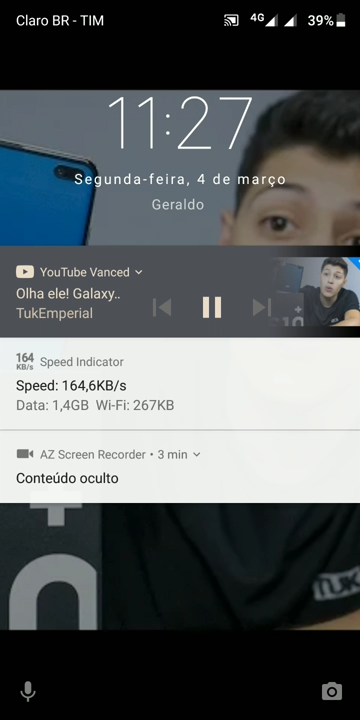 Claro BR - TIM
4G
39%
11:27
Segunda-feira, 4 de março
Geraldo
YouTube Vanced
Olha ele! Galaxy..
TukEmperial
164
KB/s
Speed Indicator
Speed: 164,6KB/s
Data: 1,4GB Wi-Fi: 267KB
AZ Screen Recorder • 3 min
Conteúdo oculto
TUK